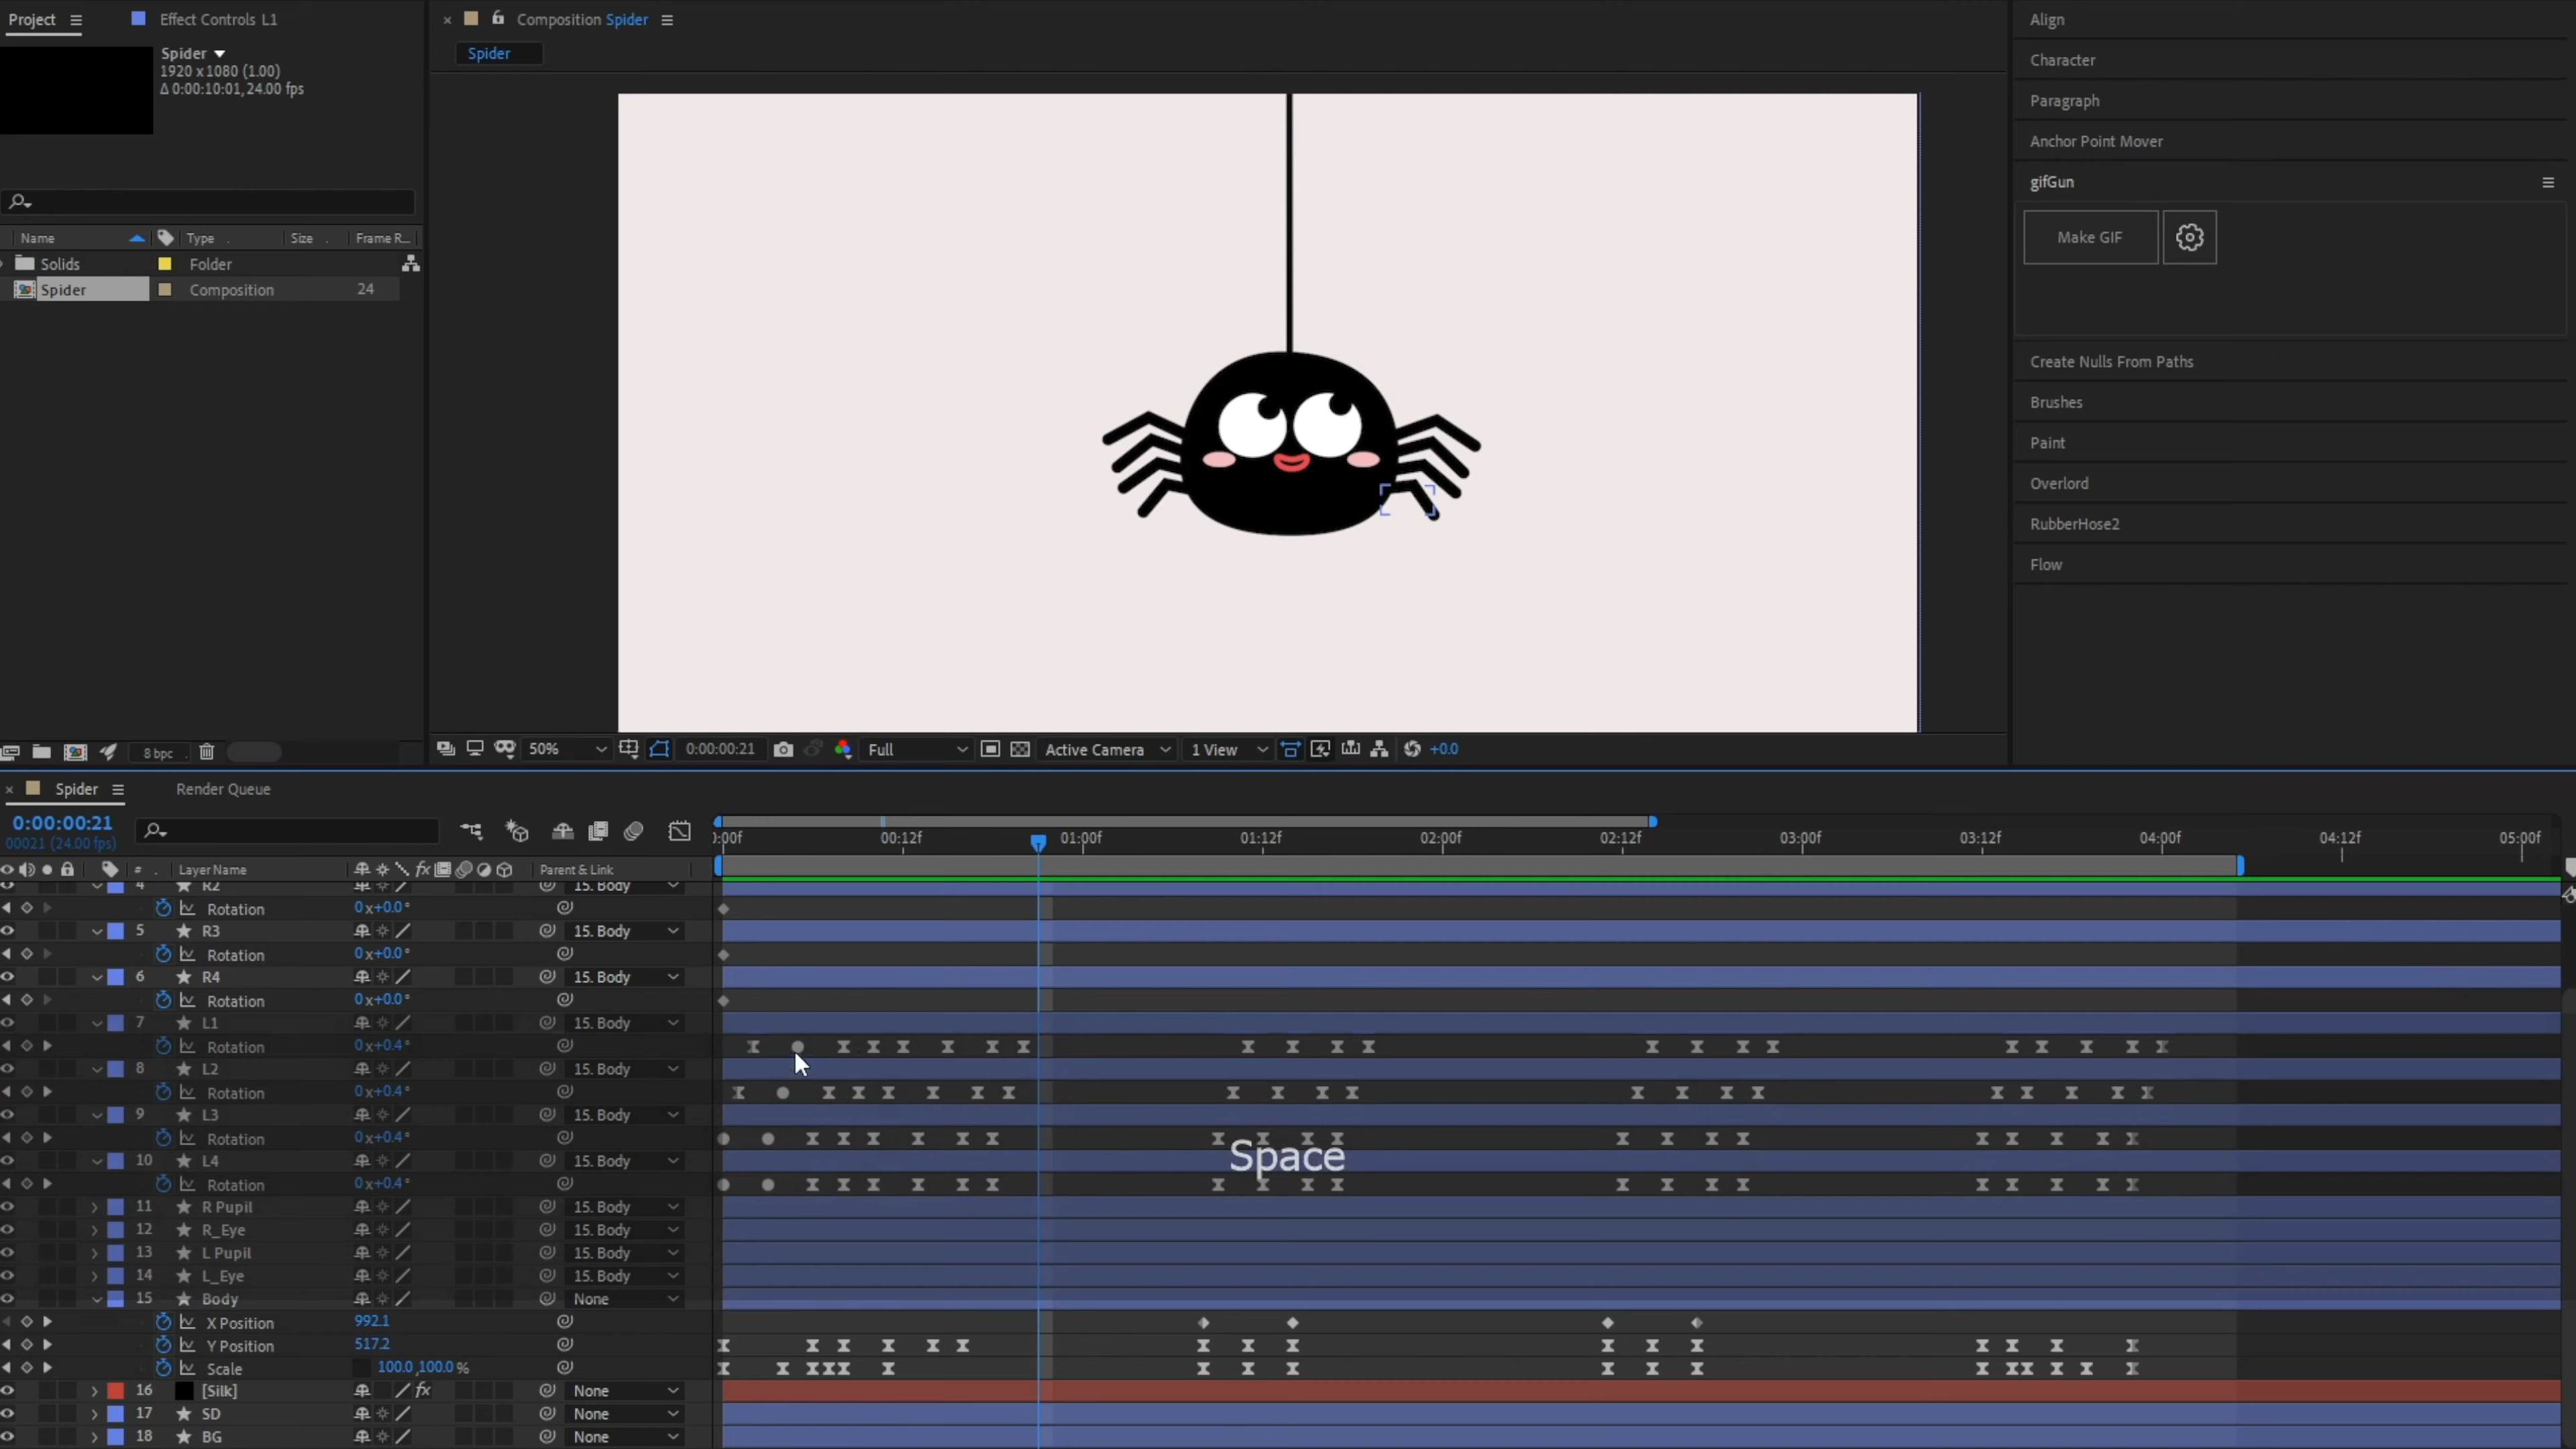 Project
Effect Controls L1
Composition Spider
Spider
1920 x 1080 (1.00)
Δ 0:00:10:01, 24.00 fps
Spider
Name Type Size Frame R...
Solids Folder
Spider Composition 24
Align
Character
Paragraph
Anchor Point Mover
gifGun
Make GIF
Create Nulls From Paths
Brushes
Paint
Overlord
RubberHose2
Flow
8 bpc
50% 0:00:00:21 Full Active Camera 1 View +0.0
Spider Render Queue
0:00:00:21
00021 (24.00 fps)
:00f 00:12f 01:00f 01:12f 02:00f 02:12f 03:00f 03:12f 04:00f 04:12f 05:00f
# Layer Name fx Parent & Link
4 R2 15. Body
Rotation 0x+0.0°
5 R3 15. Body
Rotation 0x+0.0°
6 R4 15. Body
Rotation 0x+0.0°
7 L1 15. Body
Rotation 0x+0.4°
8 L2 15. Body
Rotation 0x+0.4°
9 L3 15. Body
Rotation 0x+0.4°
10 L4 15. Body
Rotation 0x+0.4°
Space
11 R Pupil 15. Body
12 R_Eye 15. Body
13 L Pupil 15. Body
14 L_Eye 15. Body
15 Body None
X Position 992.1
Y Position 517.2
Scale 100.0,100.0%
16 [Silk] fx None
17 SD None
18 BG None